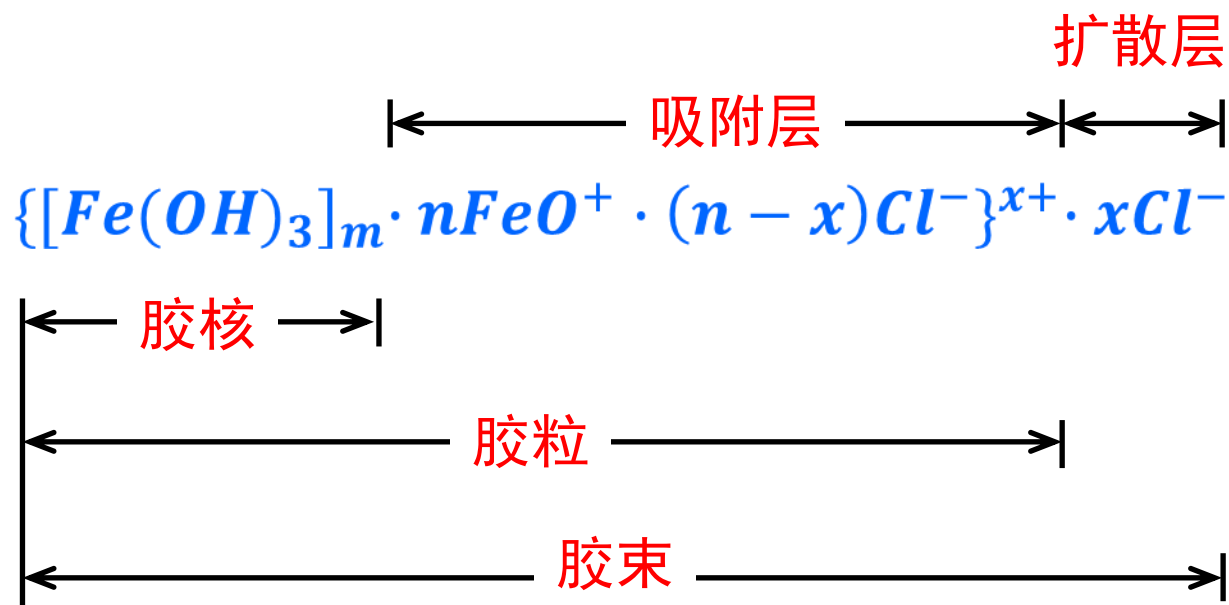 扩散层
吸附层
{[Fe(OH)₃]ₘ· nFeO⁺ · (n − x)Cl⁻}ˣ⁺· xCl⁻
胶核
胶粒
胶束